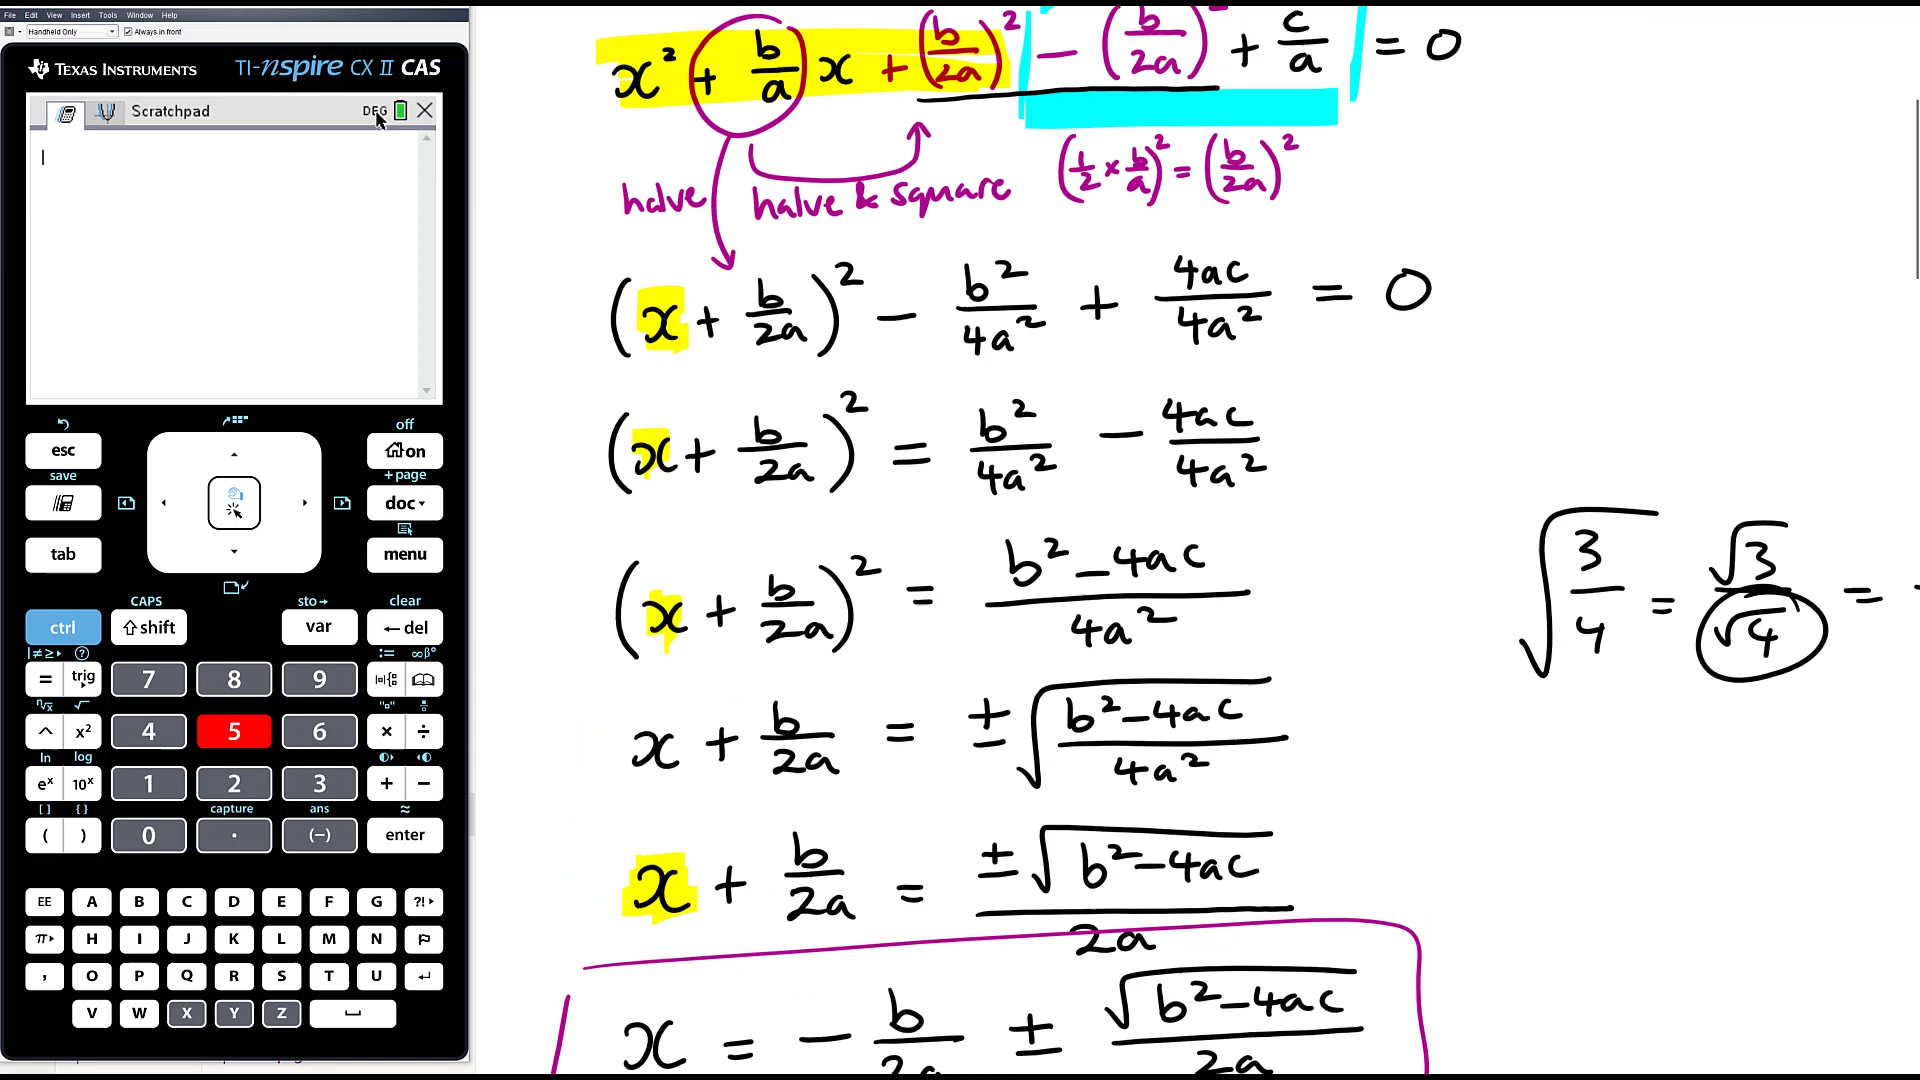 File Edit View Insert Tools Window Help
Handheld Only Always in front
TEXAS INSTRUMENTS TI-nspire CX II CAS
Scratchpad DEG
esc off on
save +page
doc
tab menu
CAPS sto→ clear
ctrl shift var ←del
= trig 7 8 9
^ x² 4 5 6 × ÷
ln log
eˣ 10ˣ 1 2 3 + −
[ ] { } capture ans ≈
( ) 0 . (−) enter
EE A B C D E F G ?!▸
π▸ H I J K L M N
, O P Q R S T U ↵
V W X Y Z
x² + b/a x + (b/2a)² − (b/2a)² + c/a = 0
halve halve & square (1/2 × b/a)² = (b/2a)²
(x + b/2a)² − b²/4a² + 4ac/4a² = 0
(x + b/2a)² = b²/4a² − 4ac/4a²
(x + b/2a)² = (b² − 4ac)/4a²
√(3/4) = √3/√4 =
x + b/2a = ±√((b² − 4ac)/4a²)
x + b/2a = ±√(b² − 4ac)/2a
x = −b/2a ± √(b² − 4ac)/2a